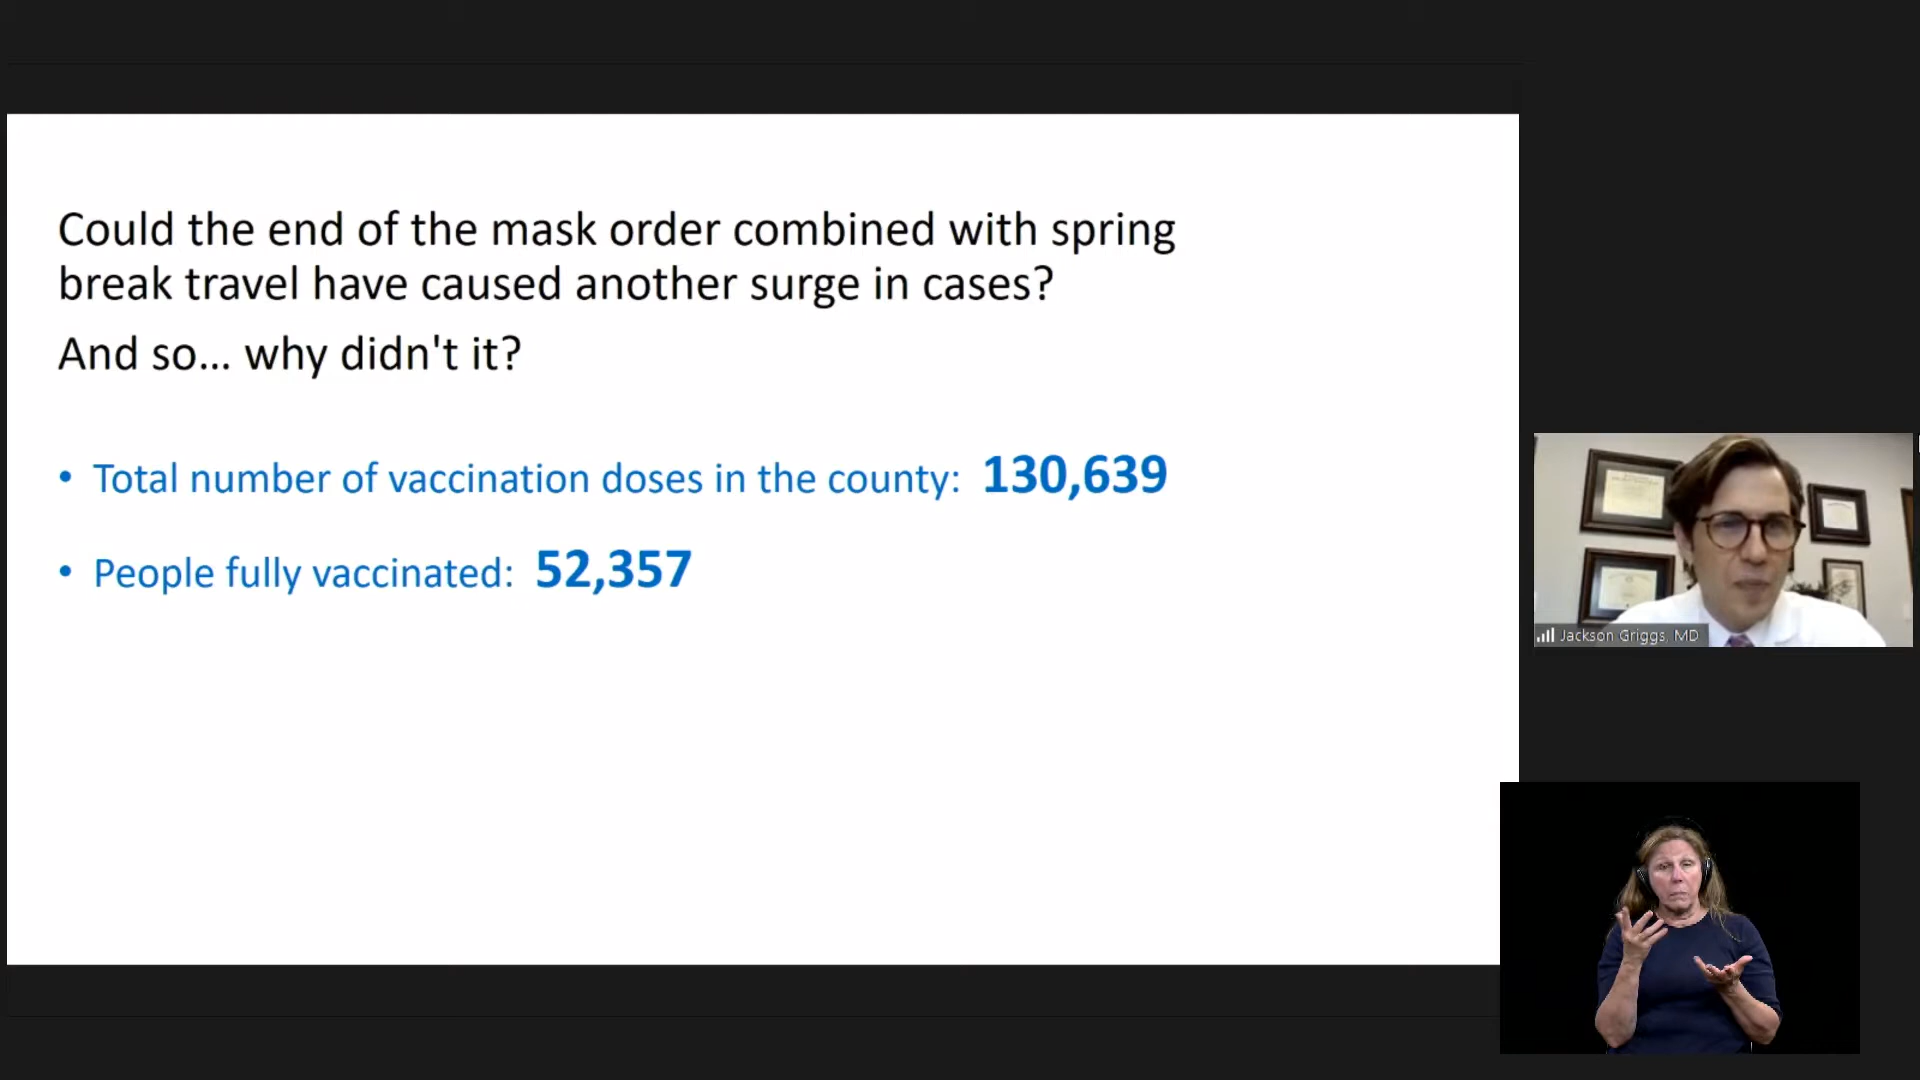 Could the end of the mask order combined with spring
break travel have caused another surge in cases?
And so... why didn't it?
• Total number of vaccination doses in the county: 130,639
• People fully vaccinated: 52,357
Jackson Griggs, MD